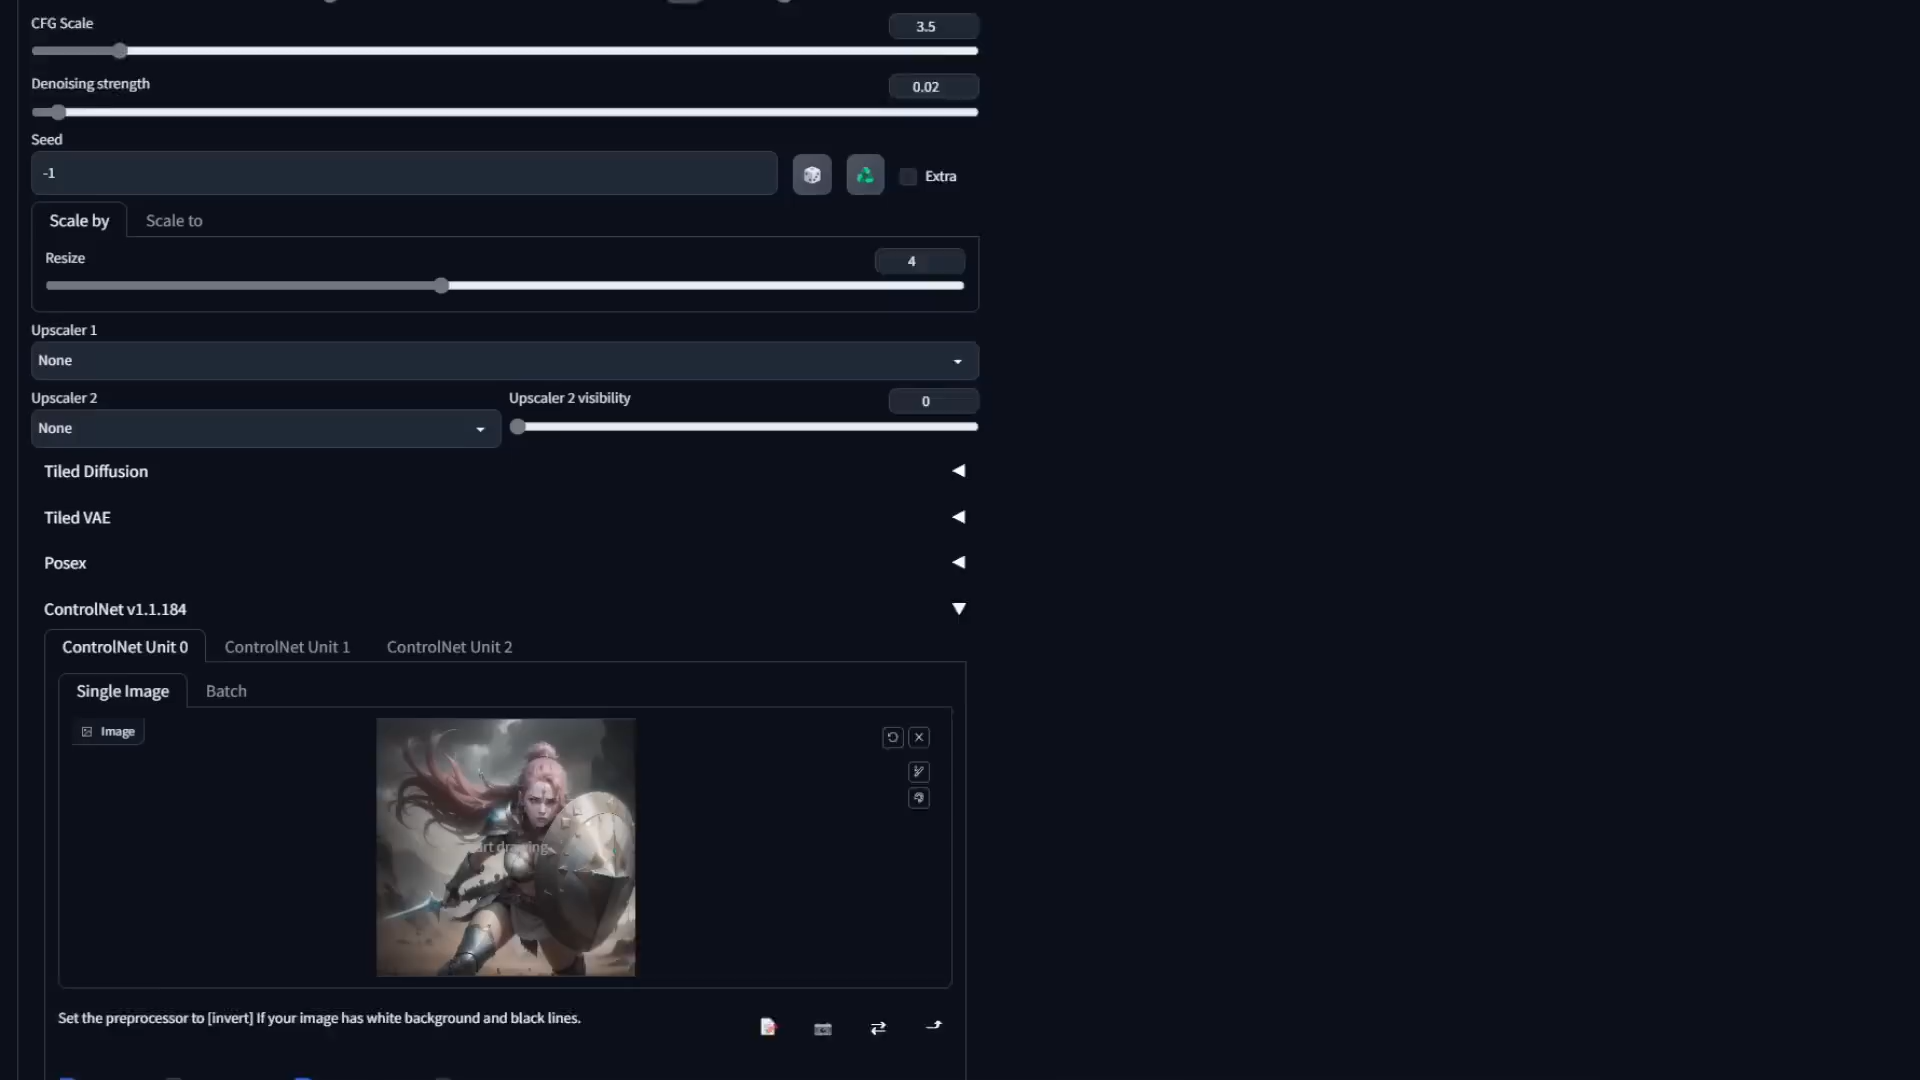 CFG Scale
3.5
Denoising strength
0.02
Seed
-1
Extra
Scale by
Scale to
Resize
4
Upscaler 1
None
Upscaler 2
Upscaler 2 visibility
0
None
Tiled Diffusion
Tiled VAE
Posex
ControlNet v1.1.184
ControlNet Unit 0
ControlNet Unit 1
ControlNet Unit 2
Single Image
Batch
Image
Set the preprocessor to [invert] If your image has white background and black lines.